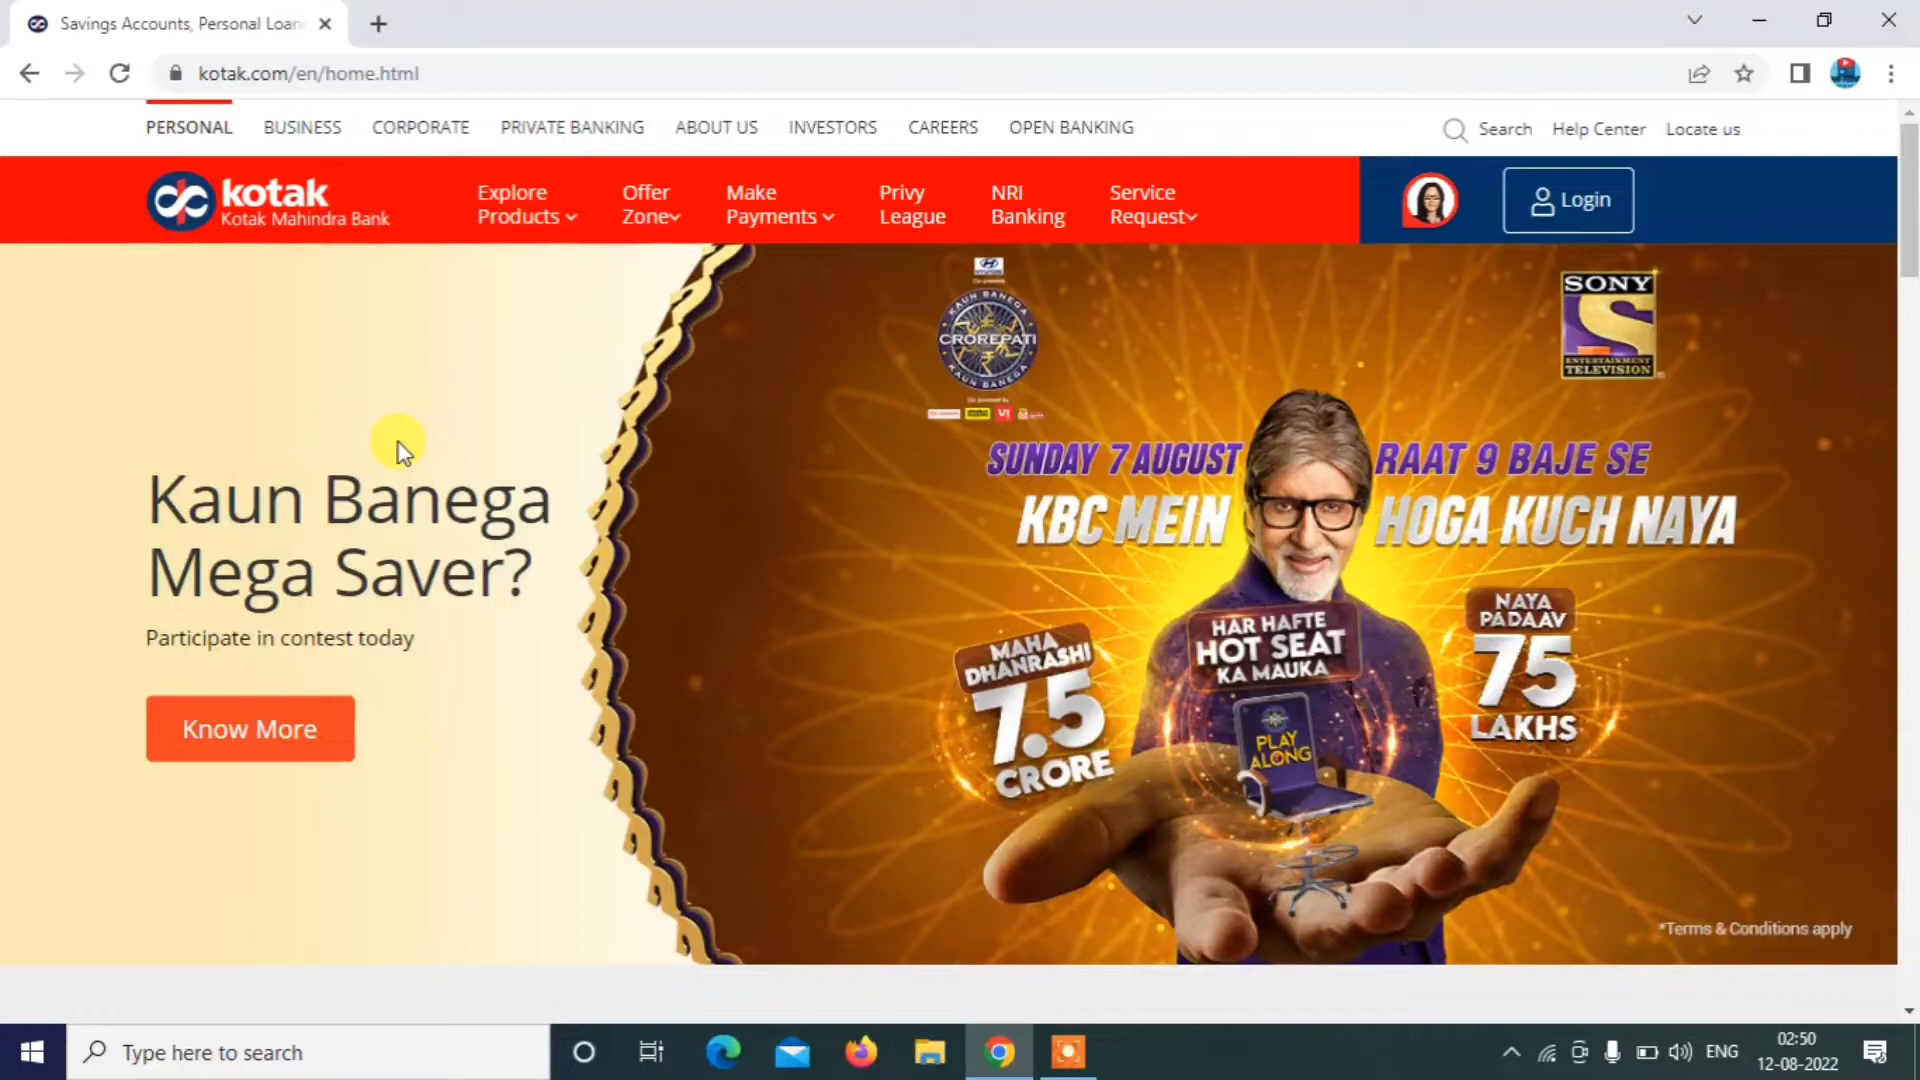 Savings Accounts, Personal Loan
kotak.com/en/home.html
PERSONAL
BUSINESS
CORPORATE
PRIVATE BANKING
ABOUT US
INVESTORS
CAREERS
OPEN BANKING
Search
Help Center
Locate us
kotak
Kotak Mahindra Bank
Explore
Products
Offer
Zone
Make
Payments
Privy
League
NRI
Banking
Service
Request
Login
KAUN BANEGA
CROREPATI
KAUN BANEGA
SONY
ENTERTAINMENT
TELEVISION
SUNDAY 7 AUGUST RAAT 9 BAJE SE
KBC MEIN HOGA KUCH NAYA
Kaun Banega
Mega Saver?
Participate in contest today
Know More
MAHA
DHANRASHI
7.5
CRORE
HAR HAFTE
HOT SEAT
KA MAUKA
PLAY
ALONG
NAYA
PADAAV
75
LAKHS
*Terms & Conditions apply
Type here to search
ENG
02:50
12-08-2022